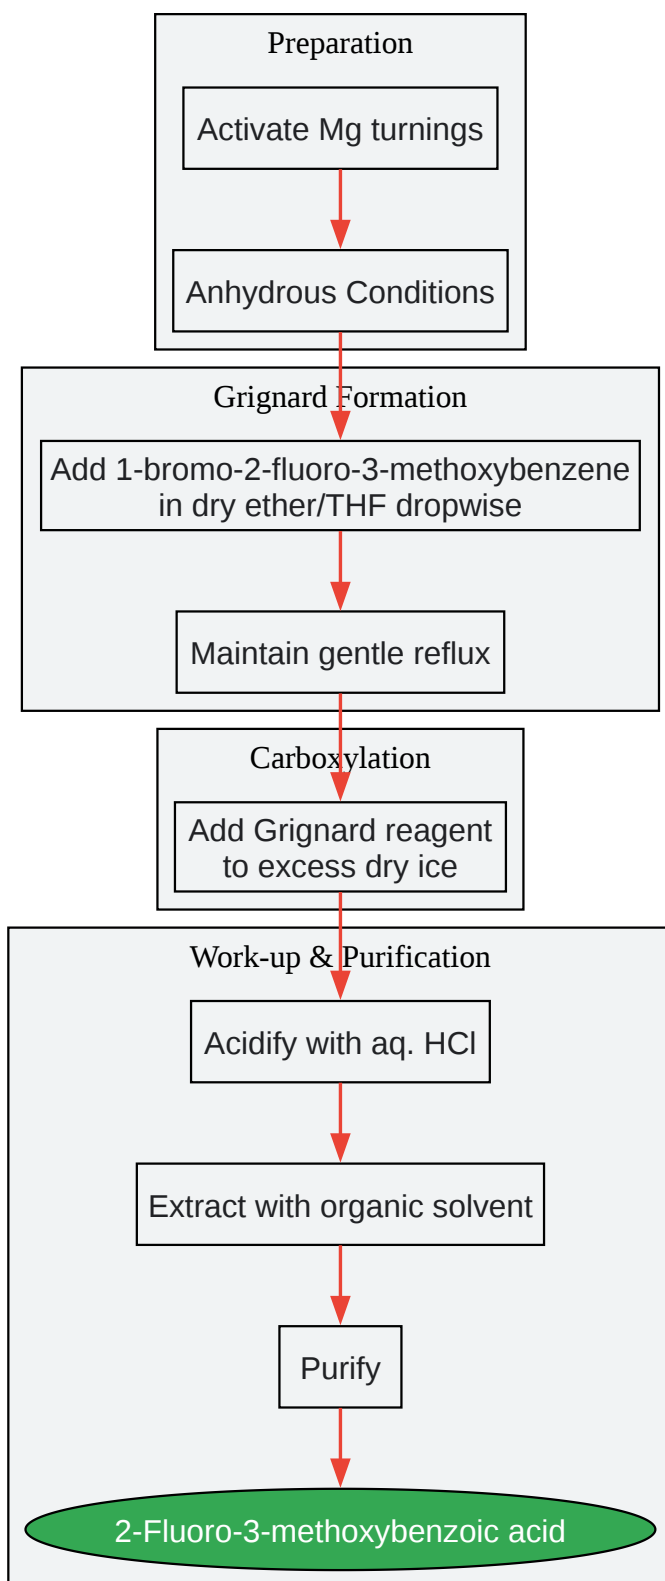 Preparation
Activate Mg turnings
Anhydrous Conditions
Grignard Formation
Add 1-bromo-2-fluoro-3-methoxybenzene
in dry ether/THF dropwise
Maintain gentle reflux
Carboxylation
Add Grignard reagent
to excess dry ice
Work-up & Purification
Acidify with aq. HCl
Extract with organic solvent
Purify
2-Fluoro-3-methoxybenzoic acid